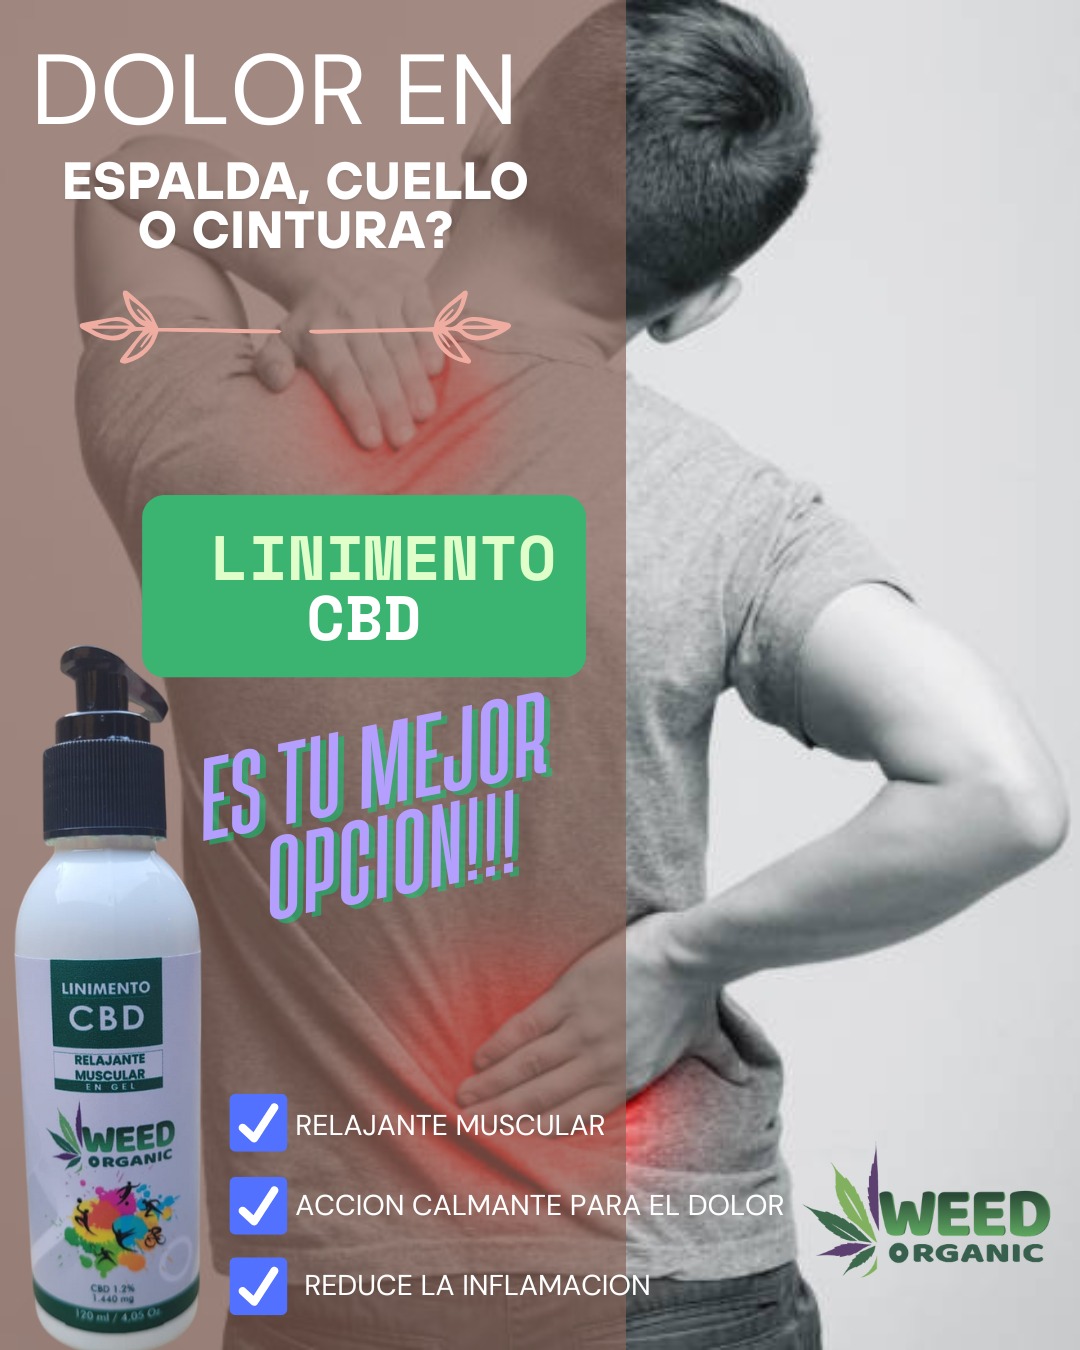 DOLOR EN
ESPALDA, CUELLO
O CINTURA?
LINIMENTO
CBD
ES TU MEJOR
OPCION!!!
LINIMENTO
CBD
RELAJANTE
MUSCULAR
EN GEL
WEED
ORGANIC
CBD 1.2%
1.440 mg
120 ml / 4,05 Oz.
RELAJANTE MUSCULAR
ACCION CALMANTE PARA EL DOLOR
REDUCE LA INFLAMACION
WEED
ORGANIC